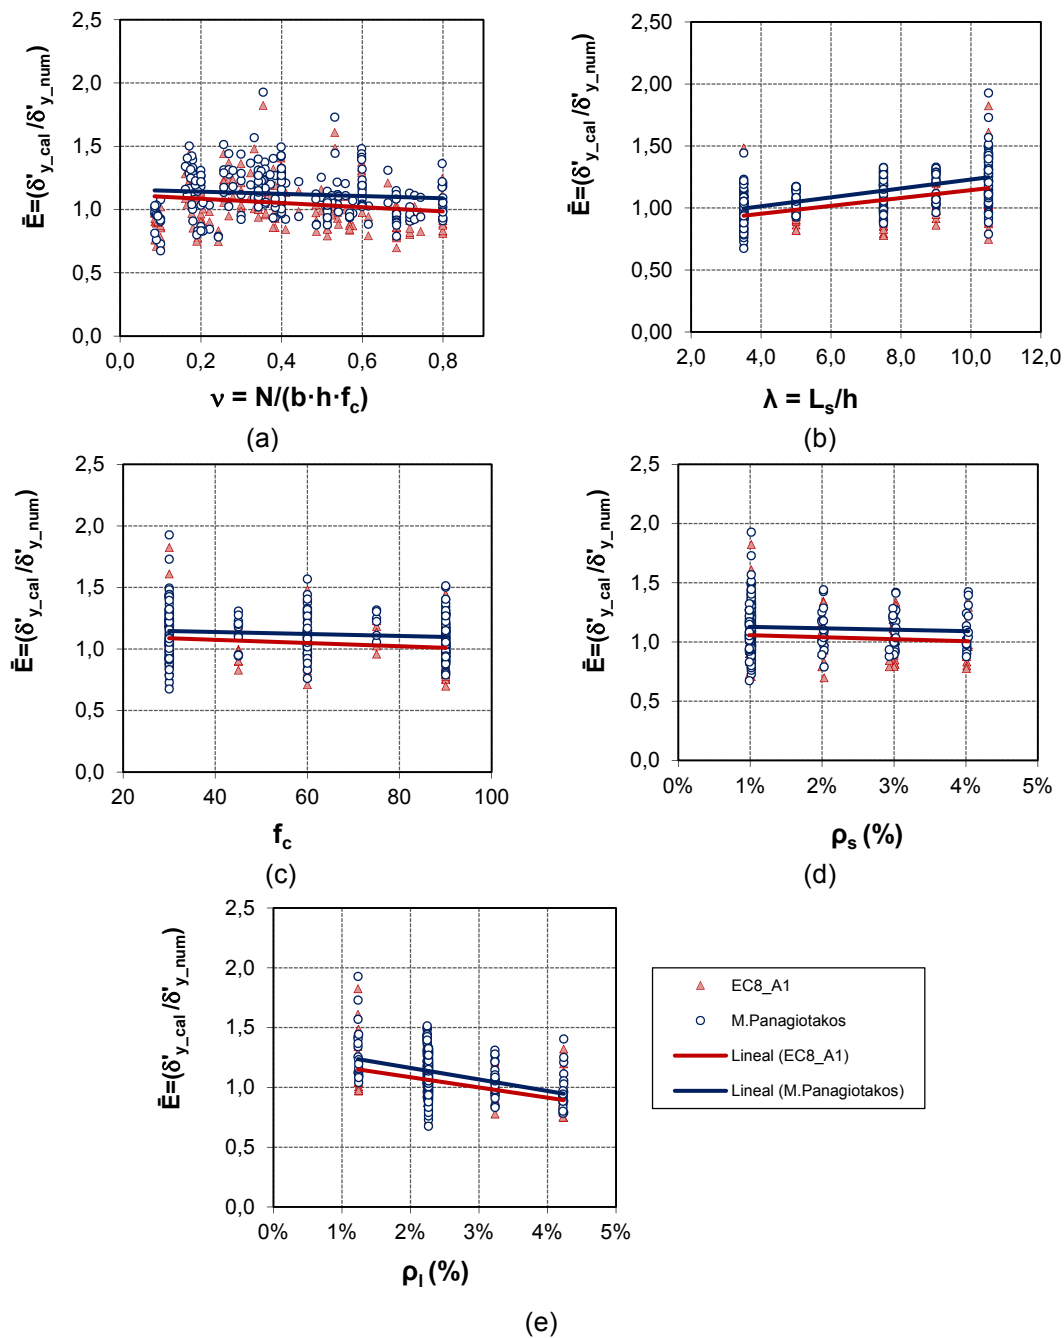 2,5
2,0
1,5
1,0
0,5
0,0
Ē=(δ'y_cal /δ'y_num)
0,0 0,2 0,4 0,6 0,8
ν = N/(b·h·fc)
(a)
2,50
2,00
1,50
1,00
0,50
0,00
Ē=(δ'y_cal /δ'y_num)
2,0 4,0 6,0 8,0 10,0 12,0
λ = Ls/h
(b)
2,5
2,0
1,5
1,0
0,5
0,0
Ē=(δ'y_cal /δ'y_num)
20 40 60 80 100
fc
(c)
2,5
2,0
1,5
1,0
0,5
0,0
Ē=(δ'y_cal /δ'y_num)
0% 1% 2% 3% 4% 5%
ρs (%)
(d)
2,5
2,0
1,5
1,0
0,5
0,0
Ē=(δ'y_cal /δ'y_num)
0% 1% 2% 3% 4% 5%
ρl (%)
EC8_A1
M.Panagiotakos
Lineal (EC8_A1)
Lineal (M.Panagiotakos)
(e)